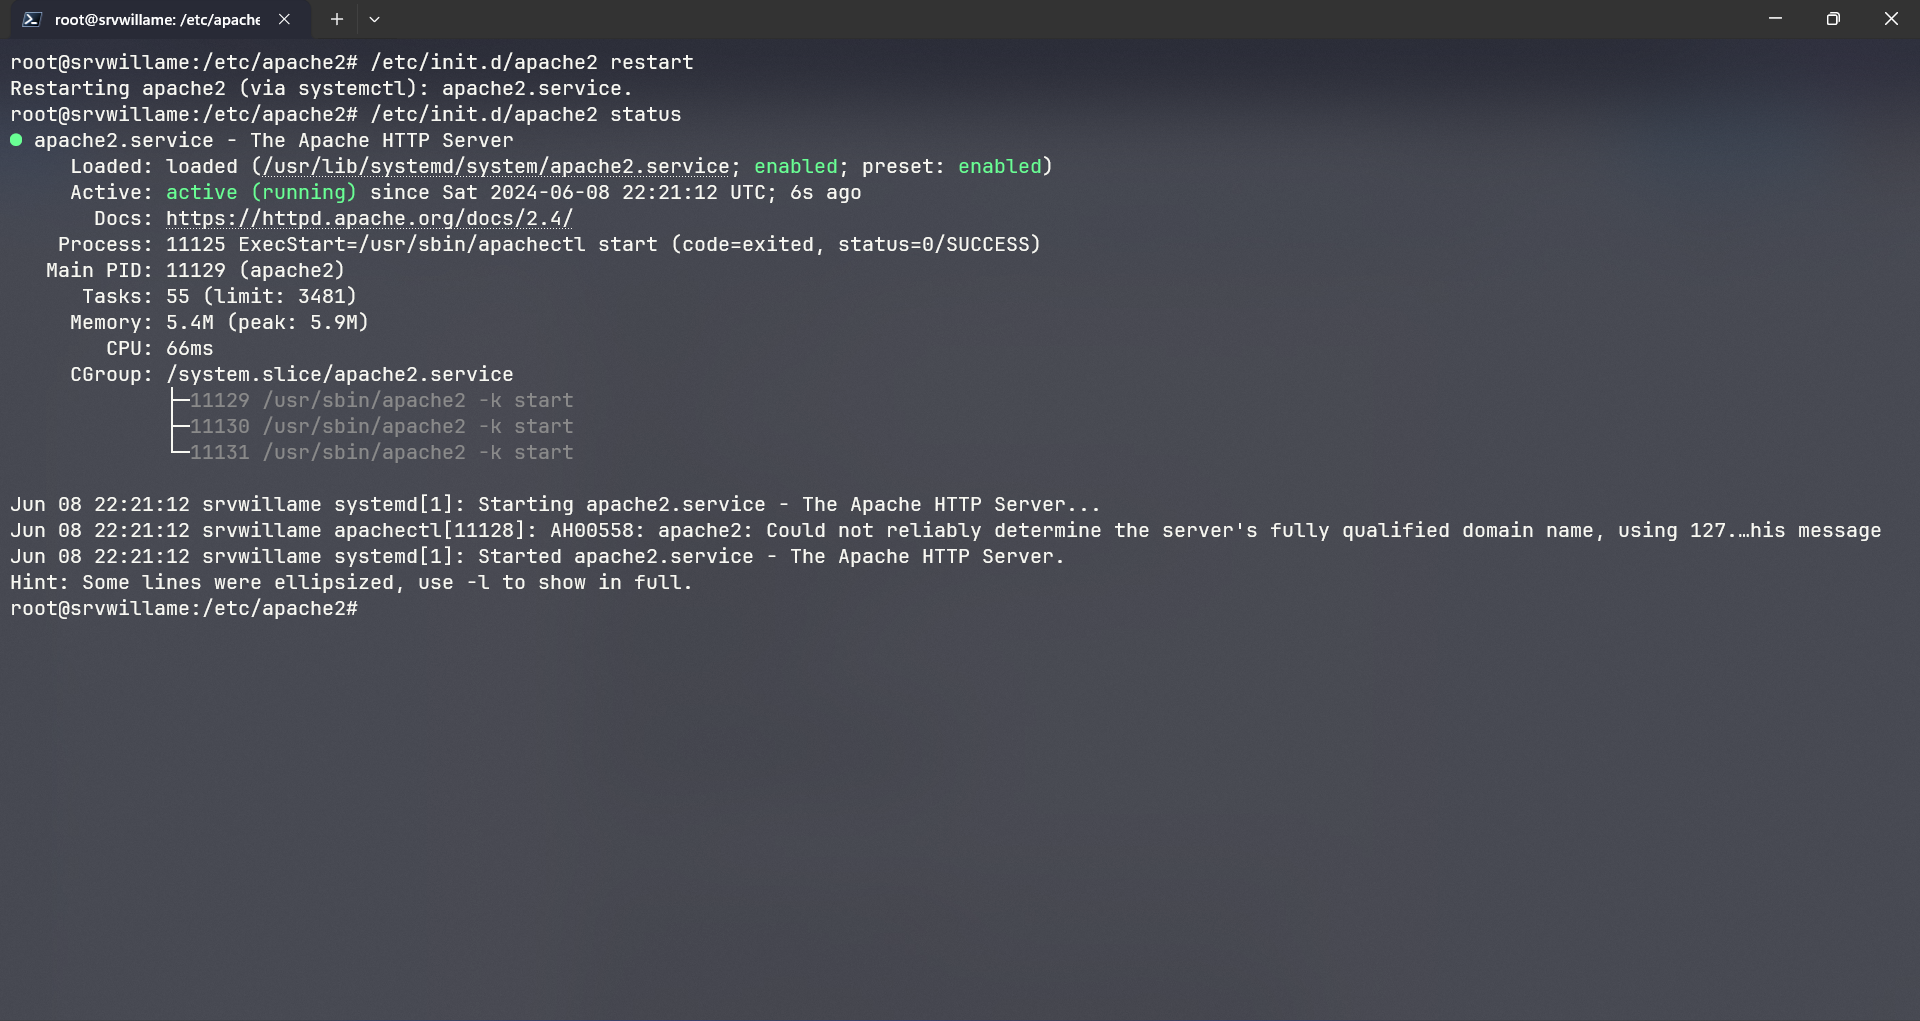 root@srvwillame: /etc/apache
root@srvwillame:/etc/apache2# /etc/init.d/apache2 restart
Restarting apache2 (via systemctl): apache2.service.
root@srvwillame:/etc/apache2# /etc/init.d/apache2 status
● apache2.service - The Apache HTTP Server
     Loaded: loaded (/usr/lib/systemd/system/apache2.service; enabled; preset: enabled)
     Active: active (running) since Sat 2024-06-08 22:21:12 UTC; 6s ago
       Docs: https://httpd.apache.org/docs/2.4/
    Process: 11125 ExecStart=/usr/sbin/apachectl start (code=exited, status=0/SUCCESS)
   Main PID: 11129 (apache2)
      Tasks: 55 (limit: 3481)
     Memory: 5.4M (peak: 5.9M)
        CPU: 66ms
     CGroup: /system.slice/apache2.service
             ├─11129 /usr/sbin/apache2 -k start
             ├─11130 /usr/sbin/apache2 -k start
             └─11131 /usr/sbin/apache2 -k start
Jun 08 22:21:12 srvwillame systemd[1]: Starting apache2.service - The Apache HTTP Server...
Jun 08 22:21:12 srvwillame apachectl[11128]: AH00558: apache2: Could not reliably determine the server's fully qualified domain name, using 127.…his message
Jun 08 22:21:12 srvwillame systemd[1]: Started apache2.service - The Apache HTTP Server.
Hint: Some lines were ellipsized, use -l to show in full.
root@srvwillame:/etc/apache2#